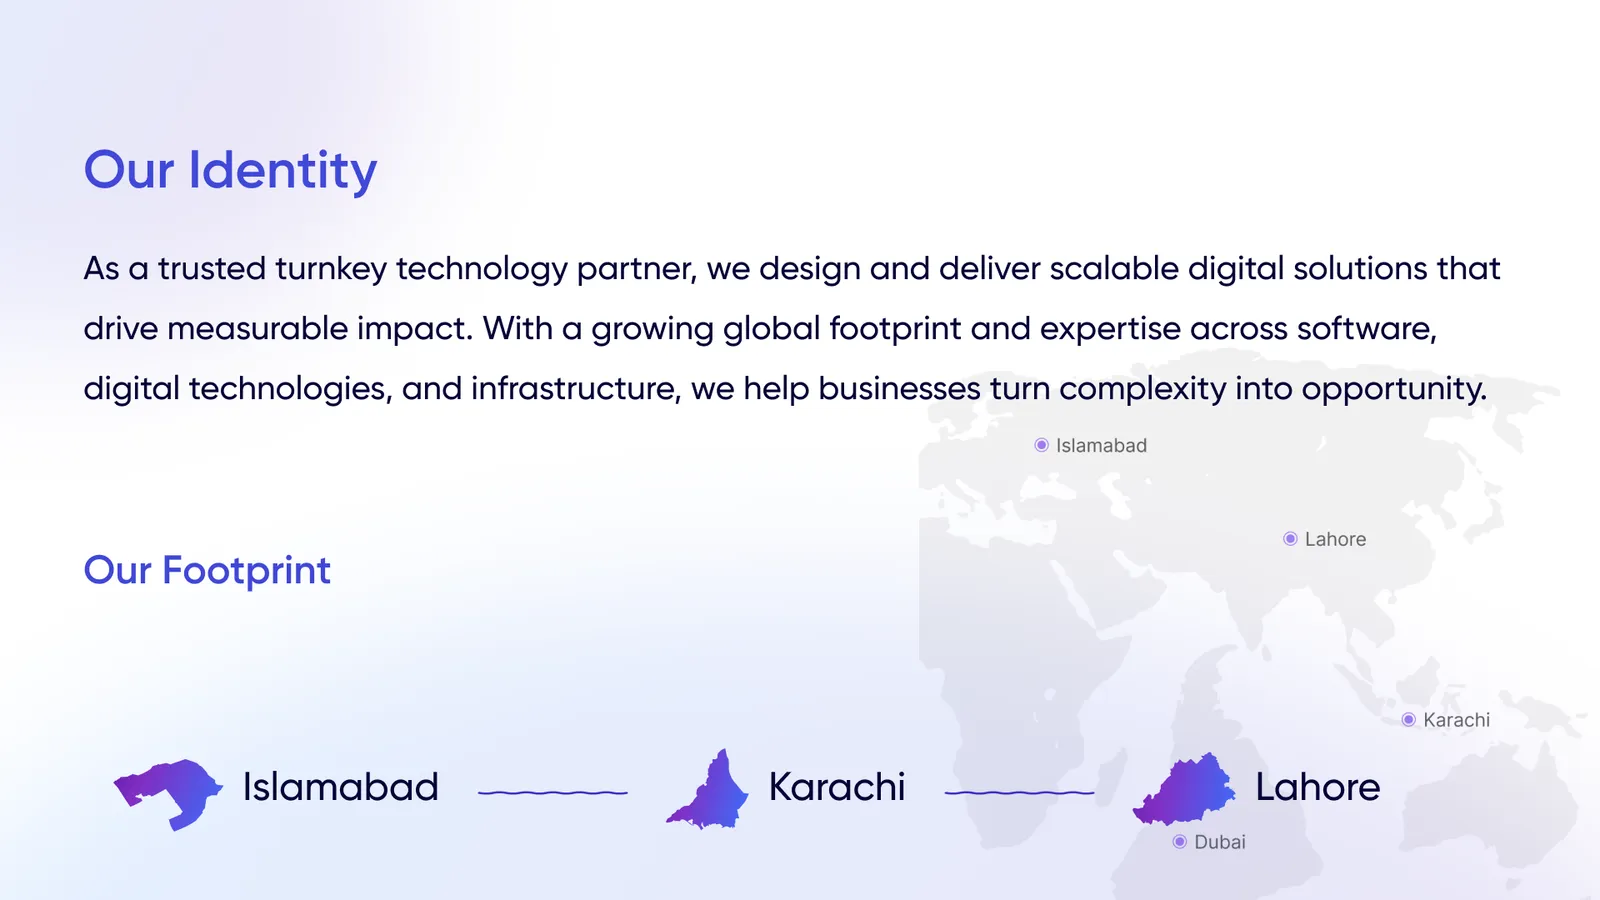 Our Identity
As a trusted turnkey technology partner, we design and deliver scalable digital solutions that
drive measurable impact. With a growing global footprint and expertise across software,
digital technologies, and infrastructure, we help businesses turn complexity into opportunity.
Islamabad
Lahore
Our Footprint
Karachi
Islamabad
Karachi
Lahore
Dubai